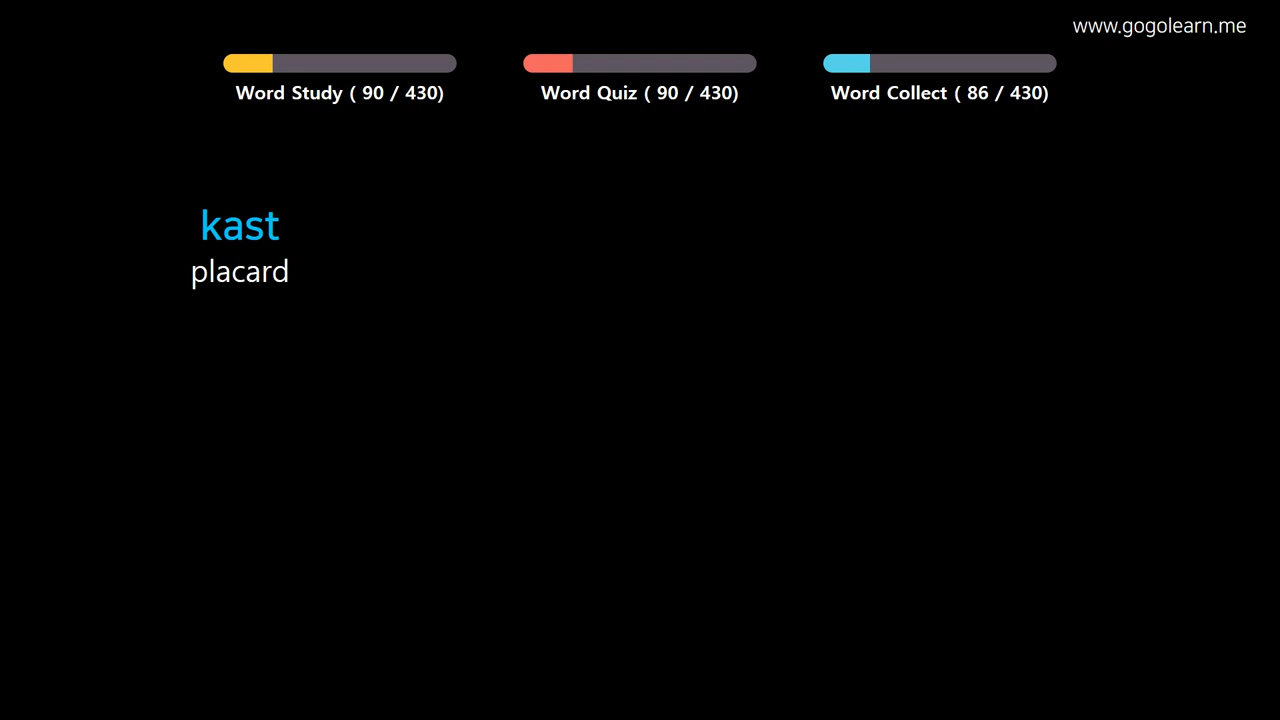 www.gogolearn.me
Word Study ( 90 / 430)
Word Quiz ( 90 / 430)
Word Collect ( 86 / 430)
kast
placard